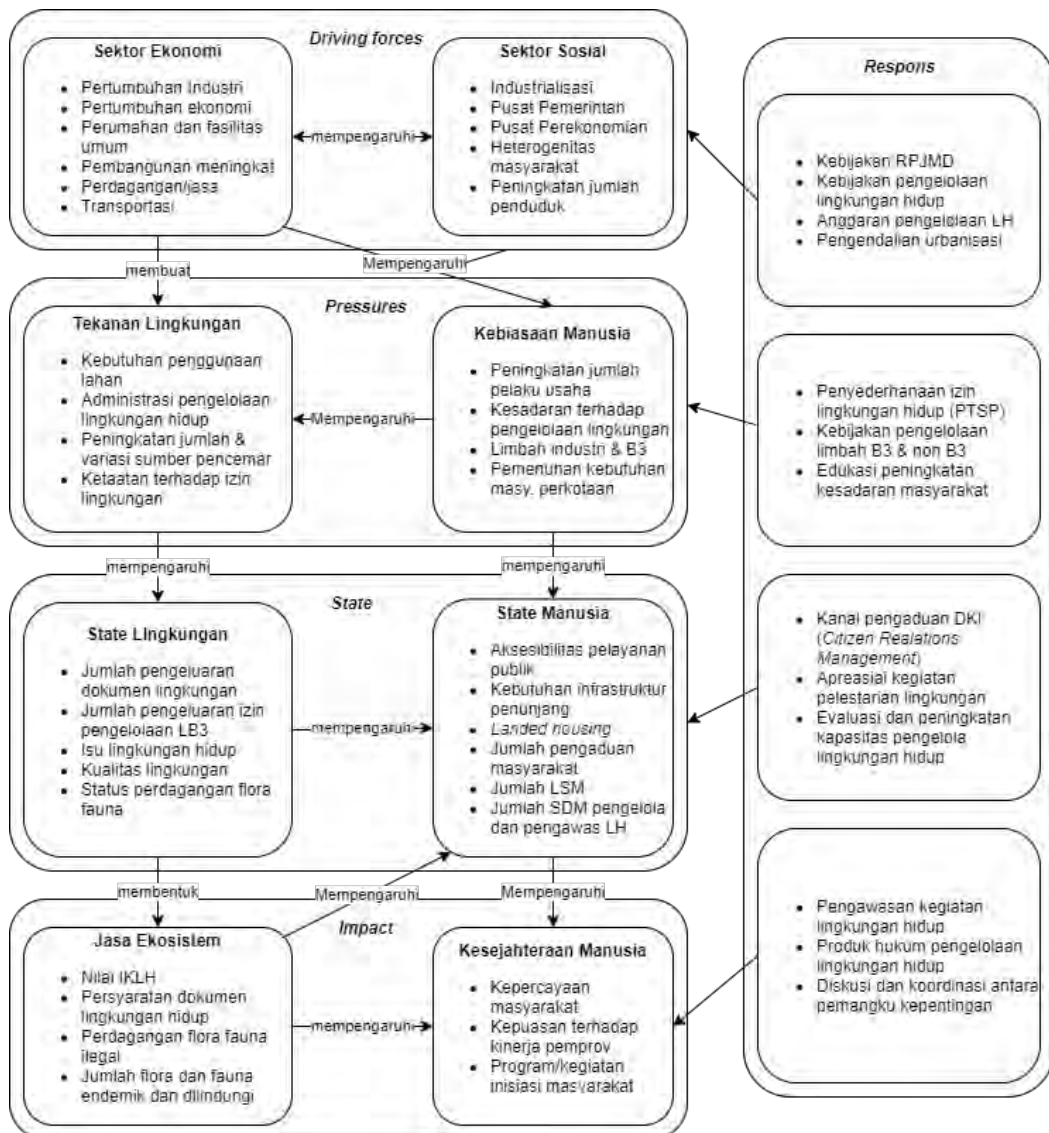 Driving forces
Sektor Ekonomi
• Pertumbuhan Industri
• Pertumbuhan ekonomi
• Perumahan dan fasilitas
umum
• Pembangunan meningkat
• Perdagangan/jasa
• Transportasi
mempengaruhi
Sektor Sosial
• Industrialisasi
• Pusat Pemerintan
• Pusat Perekonomian
• Heterogenitas
masyarakat
• Peningkatan jumlah
penduduk
membuat
Mempengaruhi
Pressures
Tekanan Lingkungan
• Kebutuhan penggunaan
lahan
• Administrasi pengelolaan
lingkungan hidup
• Peningkatan jumlah &
variasi sumber pencemar
• Ketaatan terhadap izin
lingkungan
Mempengaruhi
Kebiasaan Manusia
• Peningkatan jumlah
pelaku usaha
• Kesadaran terhadap
pengelolaan lingkungan
• Limbah industri & B3
• Pemenuhan kebutuhan
masy. perkotaan
mempengaruhi
mempengaruhi
State
State Lingkungan
• Jumlah pengeluaran
dokumen lingkungan
• Jumlah pengeluaran izin
pengelolaan LB3
• Isu lingkungan hidup
• Kualitas lingkungan
• Status perdagangan flora
fauna
mempengaruhi
State Manusia
• Aksesibilitas pelayanan
publik
• Kebutuhan infrastruktur
penunjang
• Landed housing
• Jumlah pengaduan
masyarakat
• Jumlah LSM
• Jumlah SDM pengelola
dan pengawas LH
membentuk
Mempengaruhi
Mempengaruhi
Impact
Jasa Ekosistem
• Nilai IKLH
• Persyaratan dokumen
lingkungan hidup
• Perdagangan flora fauna
ilegal
• Jumlah flora dan fauna
endemik dan dilindungi
mempengaruhi
Kesejahteraan Manusia
• Kepercayaan
masyarakat
• Kepuasan terhadap
kinerja pemprov
• Program/kegiatan
inisiasi masyarakat
Respons
• Kebijakan RPJMD
• Kebijakan pengelolaan
lingkungan hidup
• Anggaran pengelolaan LH
• Pengendalian urbanisasi
• Penyederhanaan izin
lingkungan hidup (PTSP)
• Kebijakan pengelolaan
limbah B3 & non B3
• Edukasi peningkatan
kesadaran masyarakat
• Kanal pengaduan DKI
(Citizen Realations
Management)
• Apreasial kegiatan
pelestarian lingkungan
• Evaluasi dan peningkatan
kapasitas pengelola
lingkungan hidup
• Pengawasan kegiatan
lingkungan hidup
• Produk hukum pengelolaan
lingkungan hidup
• Diskusi dan koordinasi antara
pemangku kepentingan